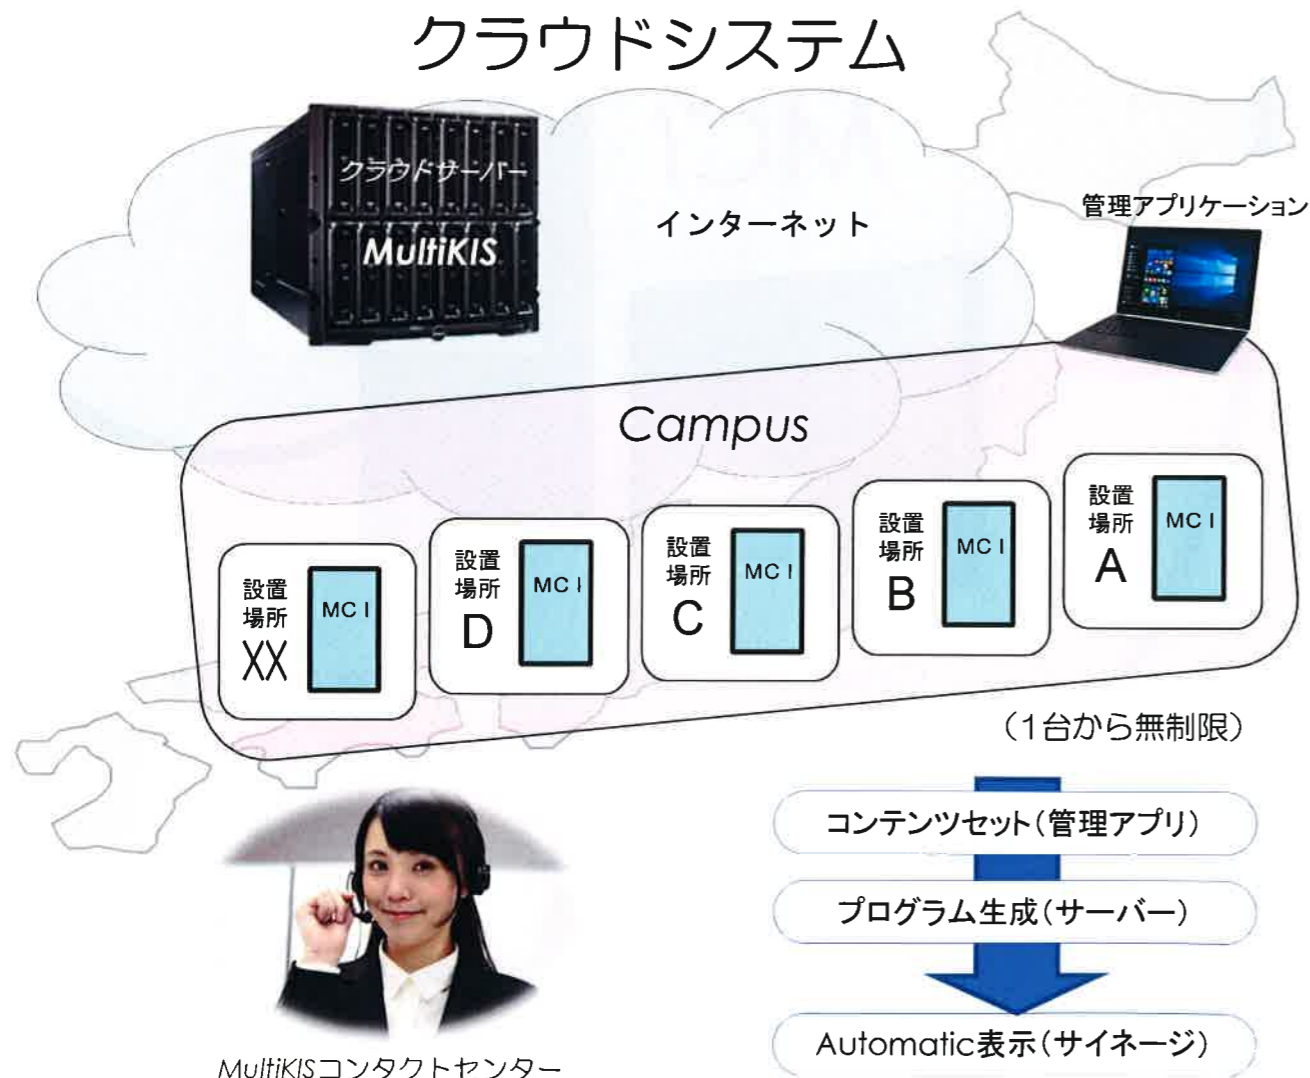 クラウドシステム
クラウドサーバー
MultiKIS
インターネット
管理アプリケーション
Campus
設置
場所
XX
MCI
設置
場所
D
MCI
設置
場所
C
MCI
設置
場所
B
MCI
設置
場所
A
MCI
（1台から無制限）
コンテンツセット（管理アプリ）
プログラム生成（サーバー）
Automatic表示（サイネージ）
MultiKISコンタクトセンター